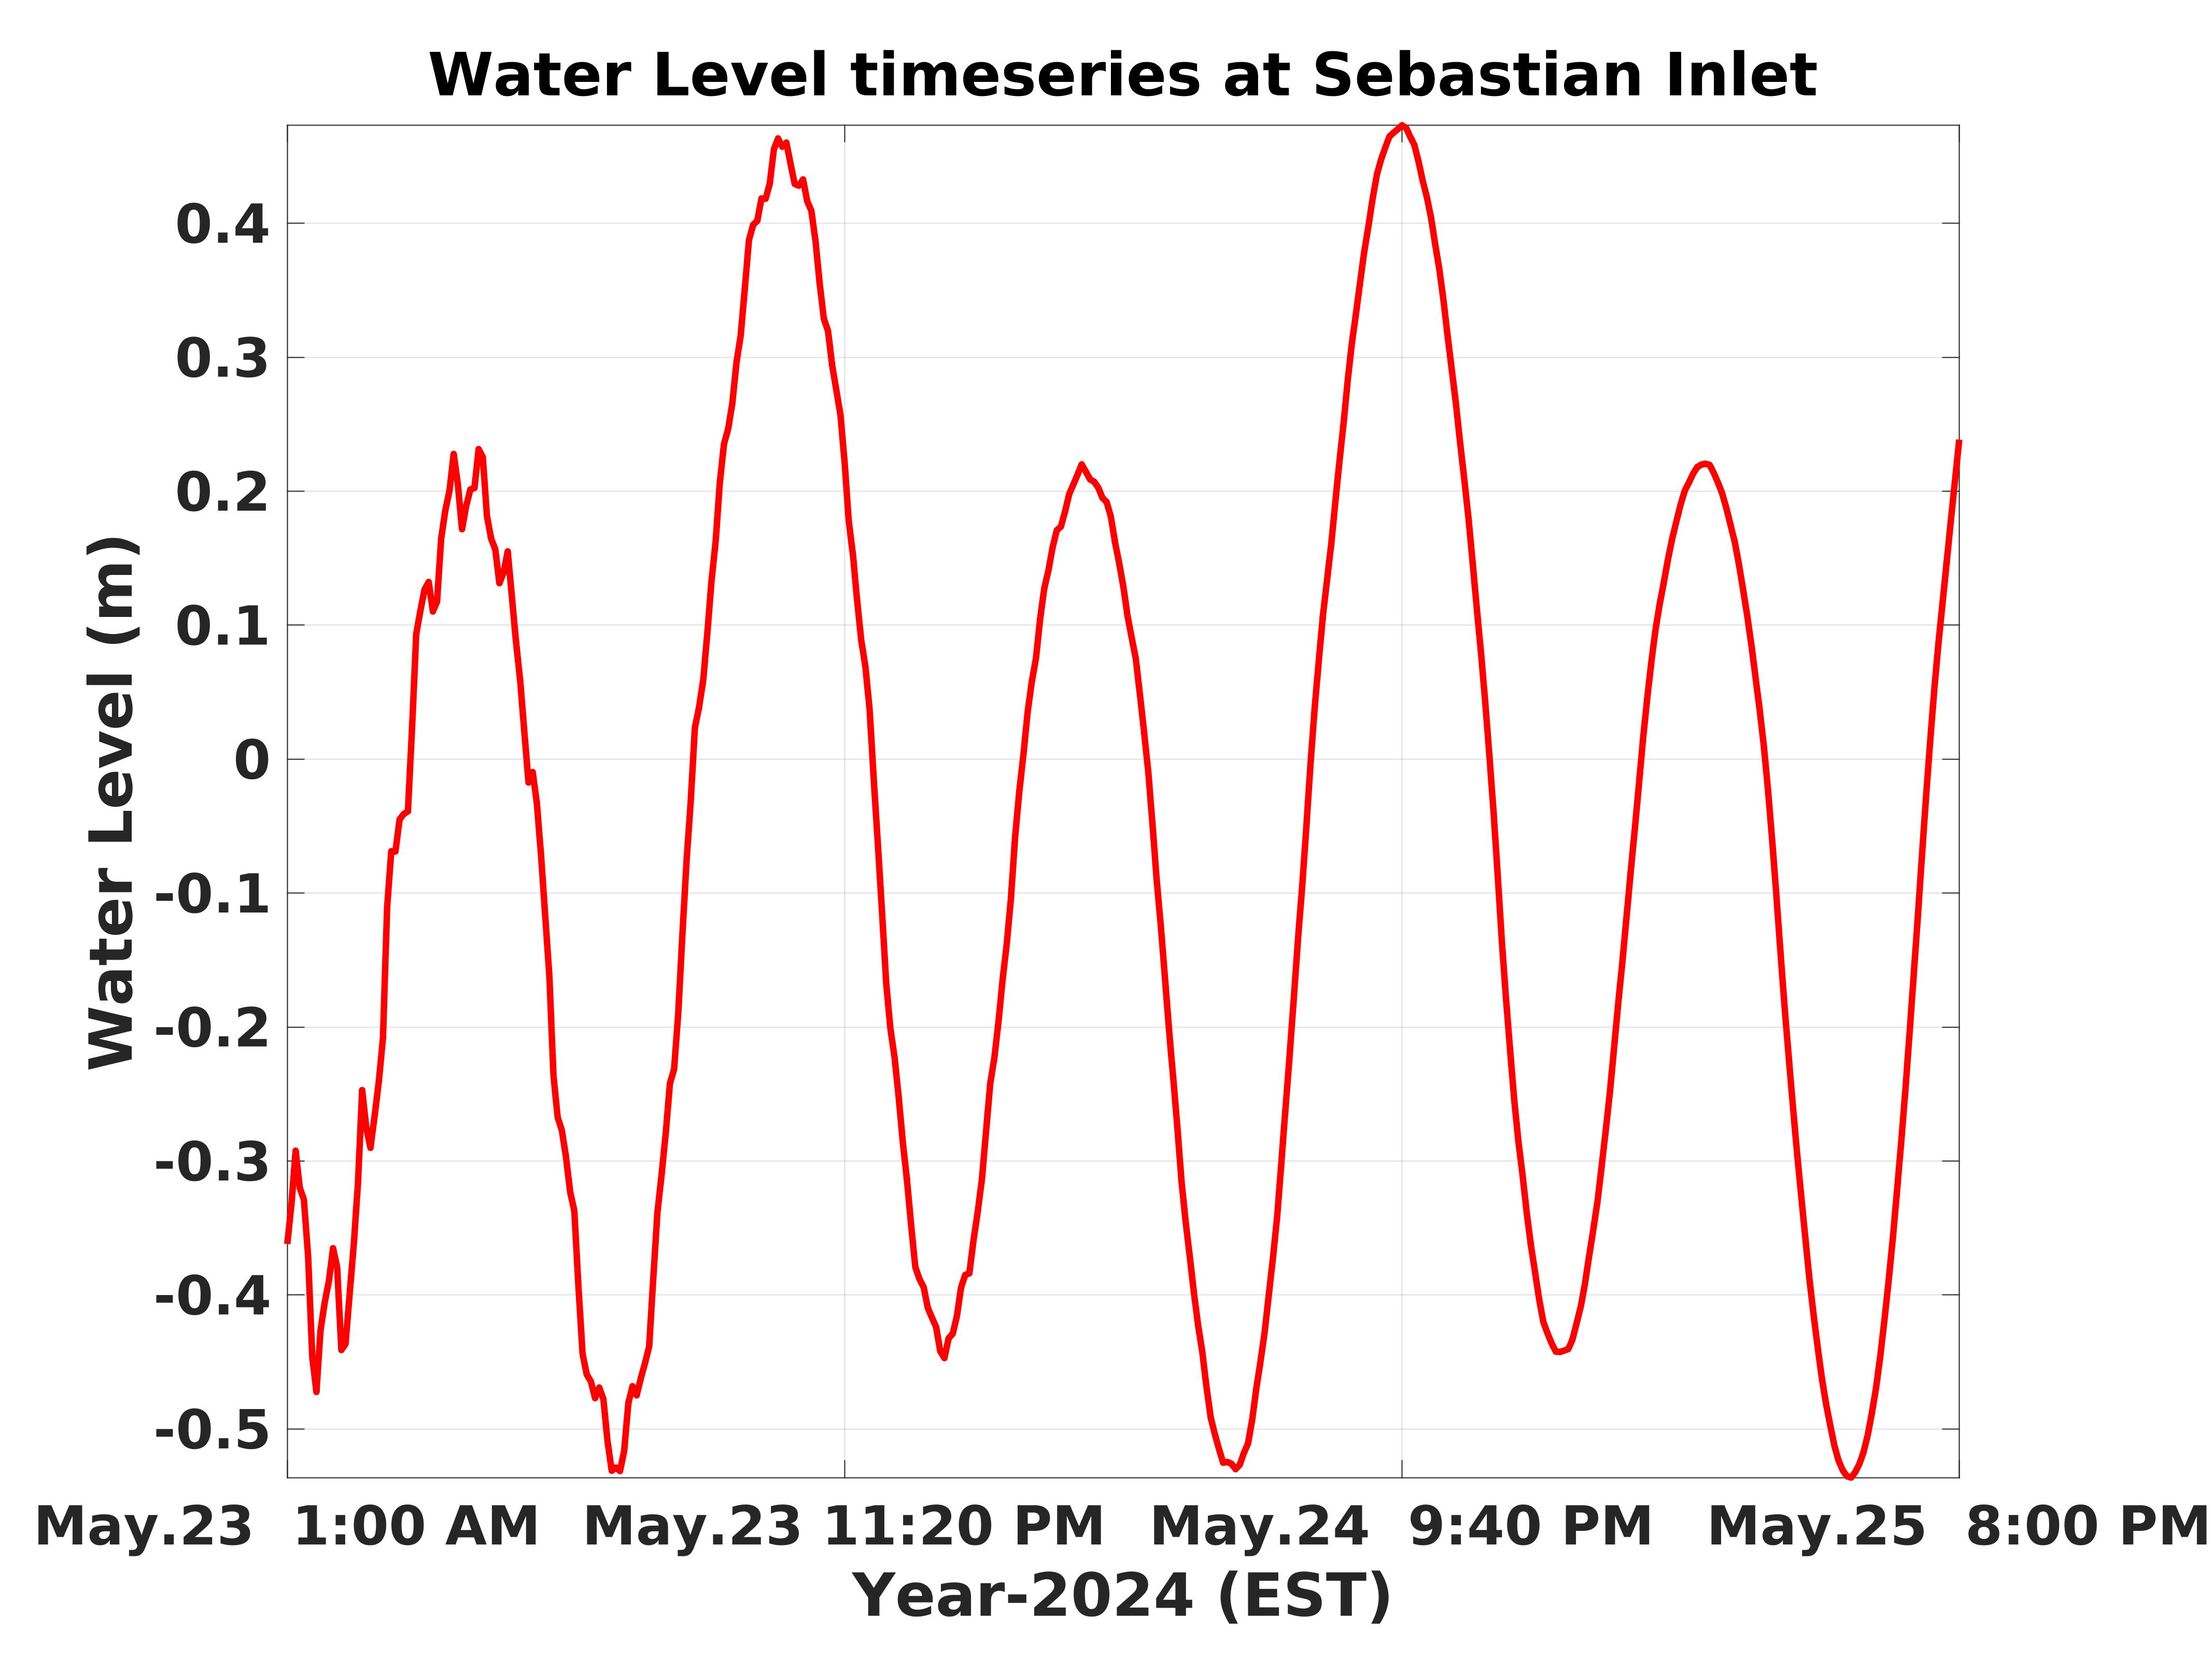 Water Level timeseries at Sebastian Inlet
Water Level (m)
0.4
0.3
0.2
0.1
0
-0.1
-0.2
-0.3
-0.4
-0.5
May.23 1:00 AM May.23 11:20 PM May.24 9:40 PM May.25 8:00 PM
Year-2024 (EST)